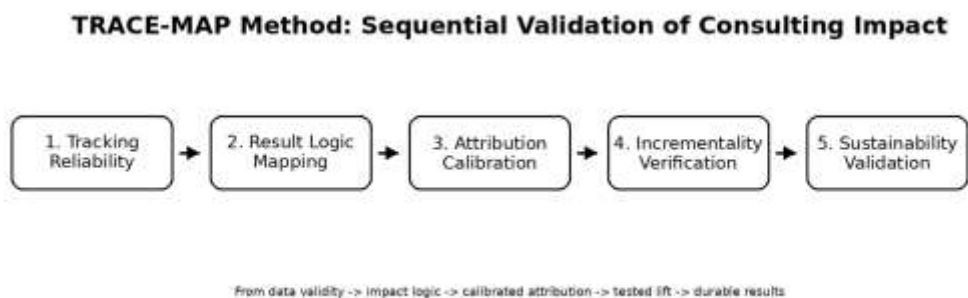 TRACE-MAP Method: Sequential Validation of Consulting Impact
1. Tracking
Reliability
2. Result Logic
Mapping
3. Attribution
Calibration
4. Incrementality
Verification
5. Sustainability
Validation
From data validity -> impact logic -> calibrated attribution -> tested lift -> durable results